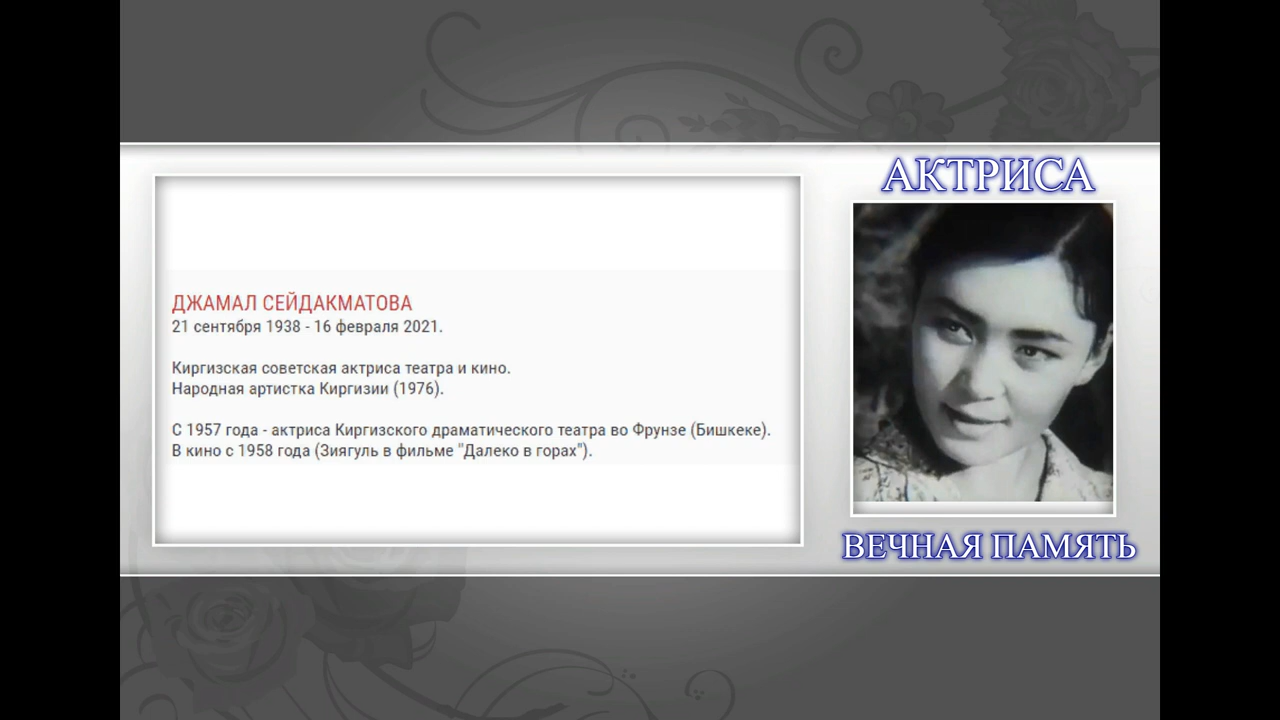 АКТРИСА
ДЖАМАЛ СЕЙДАКМАТОВА
21 сентября 1938 - 16 февраля 2021.
Киргизская советская актриса театра и кино.
Народная артистка Киргизии (1976).
С 1957 года - актриса Киргизского драматического театра во Фрунзе (Бишкеке).
В кино с 1958 года (Зиягуль в фильме "Далеко в горах").
ВЕЧНАЯ ПАМЯТЬ